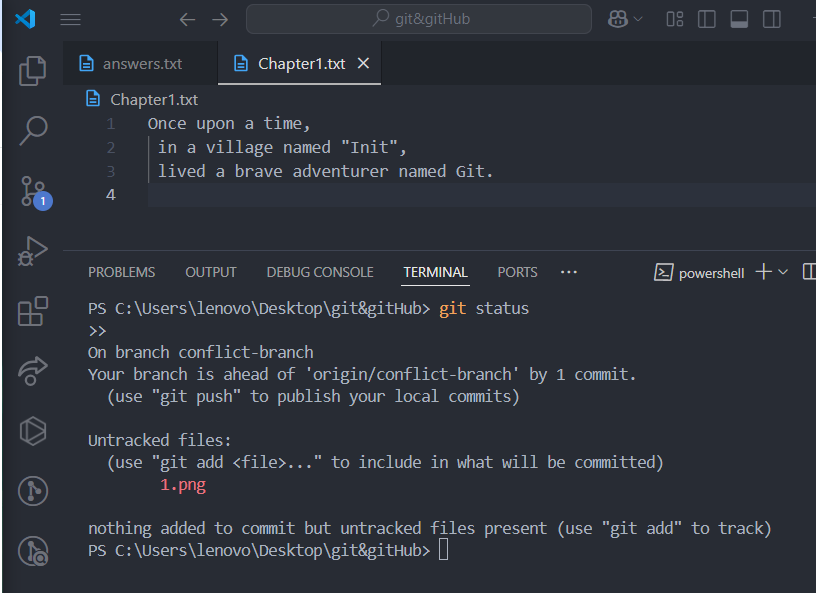 git&gitHub
answers.txt
Chapter1.txt
Chapter1.txt
1 Once upon a time,
2 in a village named "Init",
3 lived a brave adventurer named Git.
4
1
PROBLEMS OUTPUT DEBUG CONSOLE TERMINAL PORTS ... powershell
PS C:\Users\lenovo\Desktop\git&gitHub> git status
>>
On branch conflict-branch
Your branch is ahead of 'origin/conflict-branch' by 1 commit.
(use "git push" to publish your local commits)
Untracked files:
(use "git add <file>..." to include in what will be committed)
1.png
nothing added to commit but untracked files present (use "git add" to track)
PS C:\Users\lenovo\Desktop\git&gitHub>